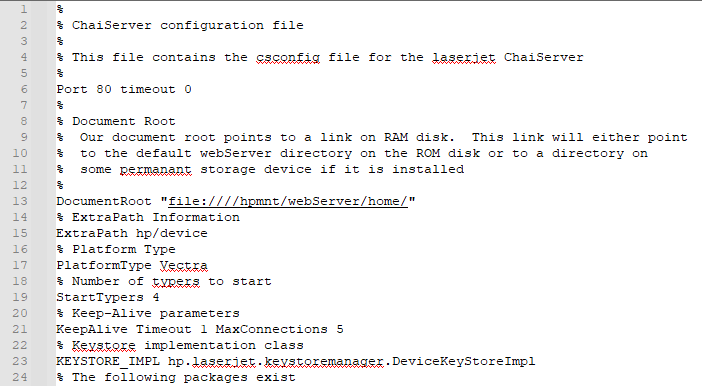 1 %
2 % ChaiServer configuration file
3 %
4 % This file contains the csconfig file for the laserjet ChaiServer
5 %
6 Port 80 timeout 0
7 %
8 % Document Root
9 %  Our document root points to a link on RAM disk.  This link will either point
10 %  to the default webServer directory on the ROM disk or to a directory on
11 %  some permanant storage device if it is installed
12 %
13 DocumentRoot "file:////hpmnt/webServer/home/"
14 % ExtraPath Information
15 ExtraPath hp/device
16 % Platform Type
17 PlatformType Vectra
18 % Number of typers to start
19 StartTypers 4
20 % Keep-Alive parameters
21 KeepAlive Timeout 1 MaxConnections 5
22 % Keystore implementation class
23 KEYSTORE_IMPL hp.laserjet.keystoremanager.DeviceKeyStoreImpl
24 % The following packages exist